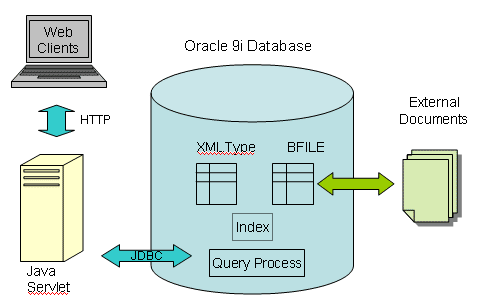 Web
Clients
Oracle 9i Database
HTTP
External
Documents
XMLType
BFILE
Index
JDBC
Query Process
Java
Servlet